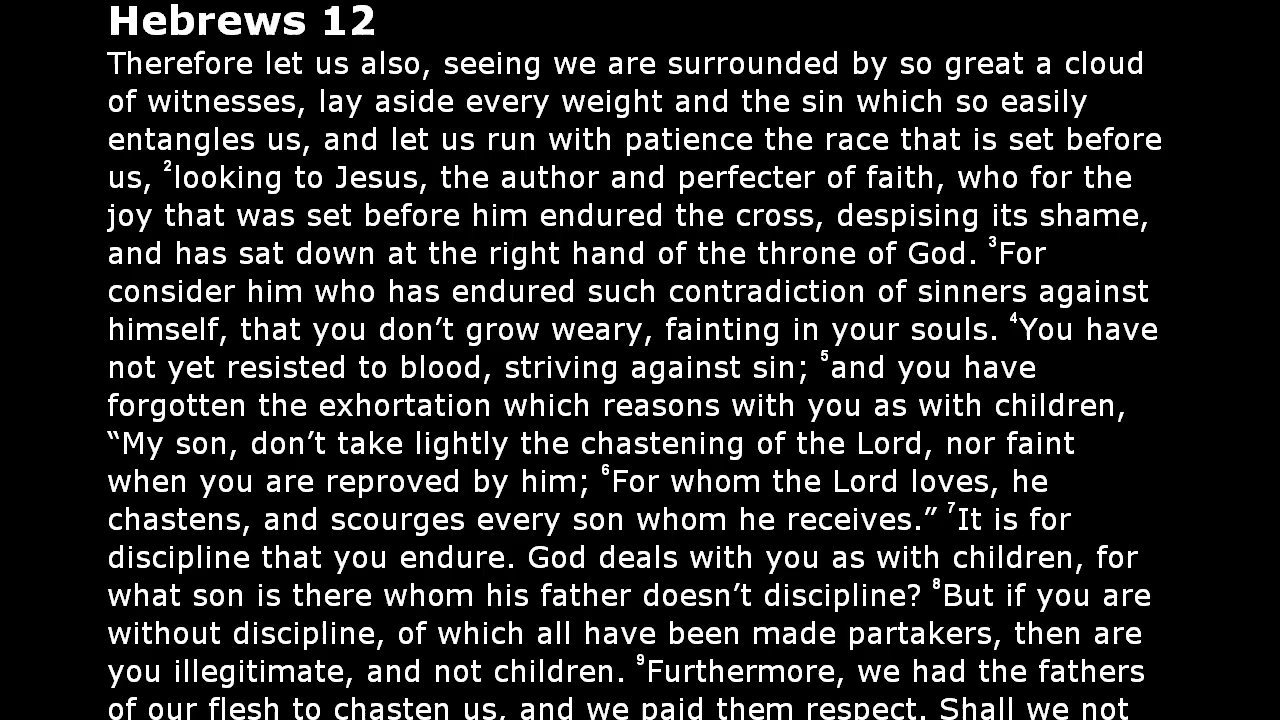 Hebrews 12
Therefore let us also, seeing we are surrounded by so great a cloud
of witnesses, lay aside every weight and the sin which so easily
entangles us, and let us run with patience the race that is set before
us, ²looking to Jesus, the author and perfecter of faith, who for the
joy that was set before him endured the cross, despising its shame,
and has sat down at the right hand of the throne of God. ³For
consider him who has endured such contradiction of sinners against
himself, that you don’t grow weary, fainting in your souls. ⁴You have
not yet resisted to blood, striving against sin; ⁵and you have
forgotten the exhortation which reasons with you as with children,
“My son, don’t take lightly the chastening of the Lord, nor faint
when you are reproved by him; ⁶For whom the Lord loves, he
chastens, and scourges every son whom he receives.” ⁷It is for
discipline that you endure. God deals with you as with children, for
what son is there whom his father doesn’t discipline? ⁸But if you are
without discipline, of which all have been made partakers, then are
you illegitimate, and not children. ⁹Furthermore, we had the fathers
of our flesh to chasten us, and we paid them respect. Shall we not